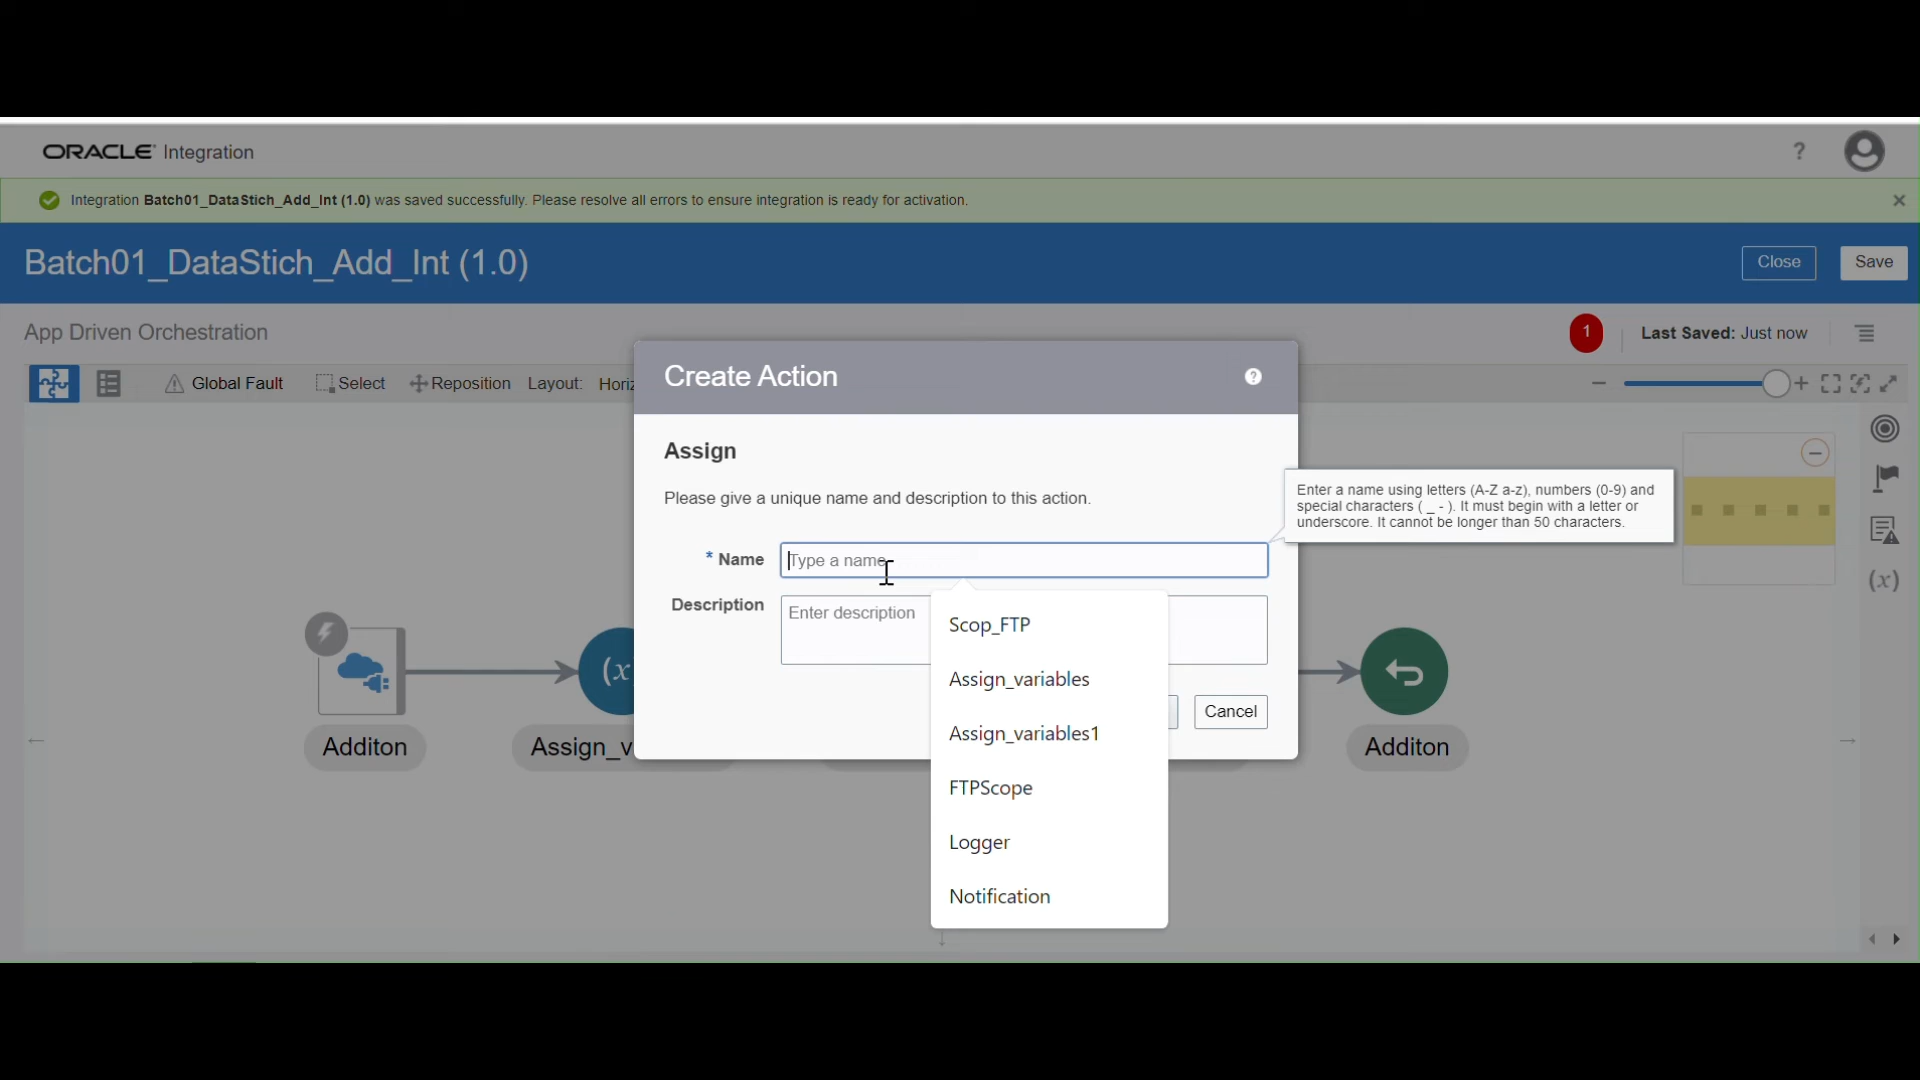 ORACLE Integration
?
Integration Batch01_DataStich_Add_Int (1.0) was saved successfully. Please resolve all errors to ensure integration is ready for activation.
Batch01_DataStich_Add_Int (1.0)
Close
Save
App Driven Orchestration
1
Last Saved: Just now
Global Fault
Select
Reposition
Layout:
Create Action
?
Assign
Please give a unique name and description to this action.
Enter a name using letters (A-Z a-z), numbers (0-9) and
special characters ( _ - ). It must begin with a letter or
underscore. It cannot be longer than 50 characters.
* Name
Type a name
Description
Enter description
Scop_FTP
Assign_variables
Assign_variables1
FTPScope
Logger
Notification
Cancel
(x)
(x
Additon
Assign_v
Additon